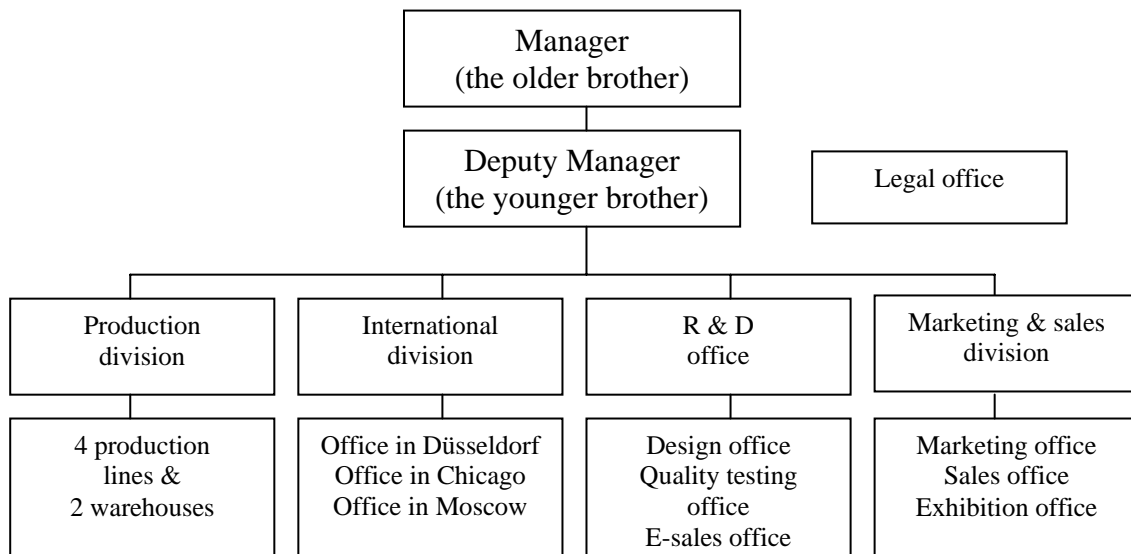 Manager
(the older brother)
Deputy Manager
(the younger brother)
Legal office
Production
division
International
division
R & D
office
Marketing & sales
division
4 production
lines &
2 warehouses
Office in Düsseldorf
Office in Chicago
Office in Moscow
Design office
Quality testing
office
E-sales office
Marketing office
Sales office
Exhibition office